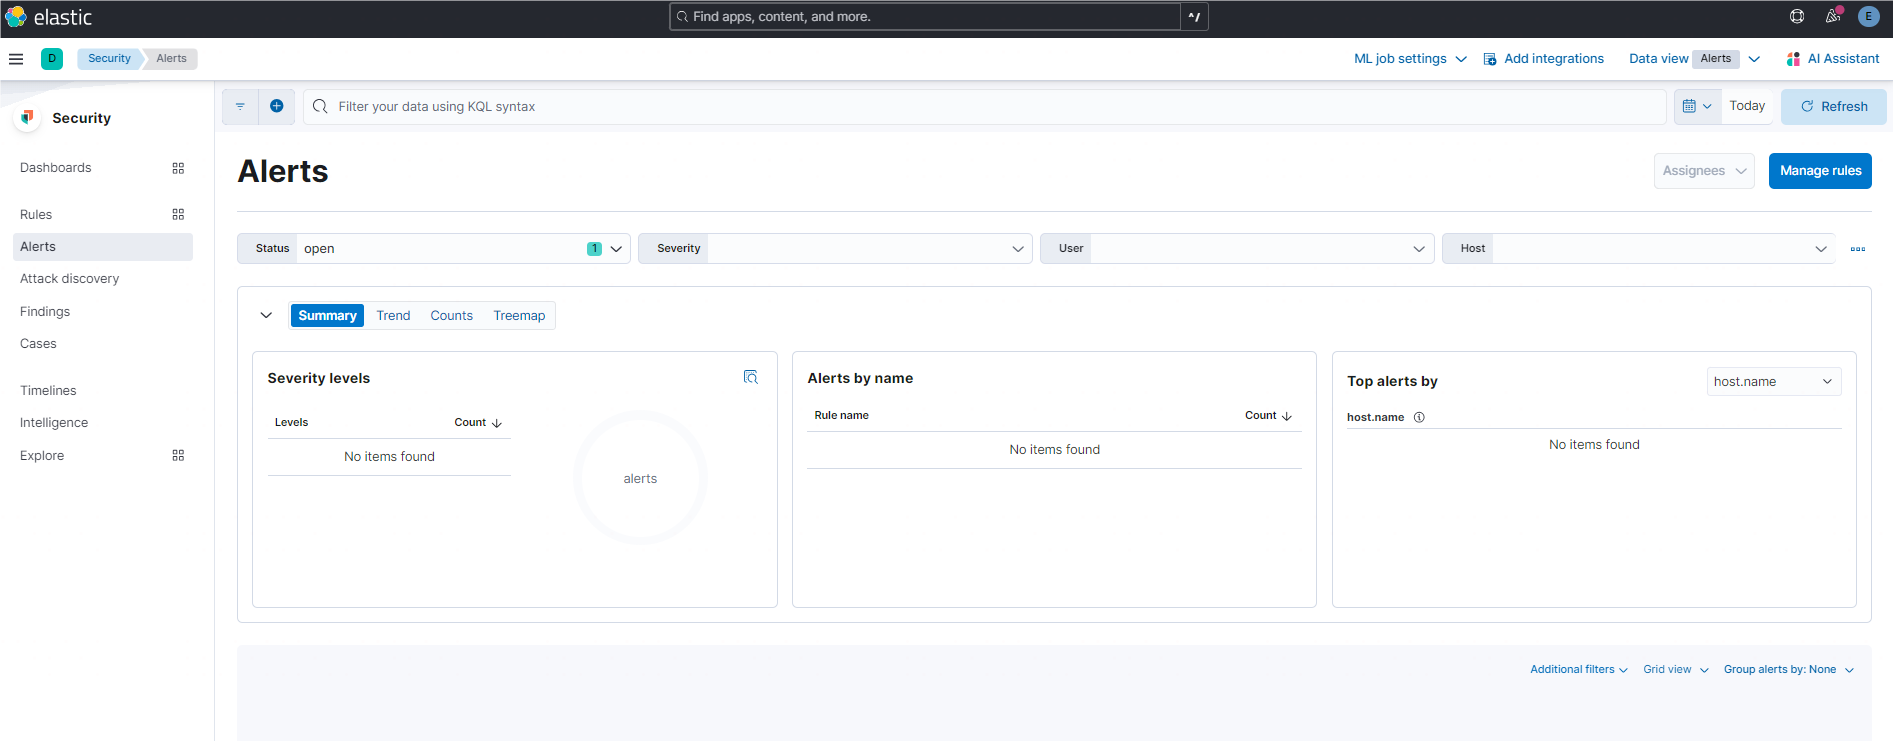 elastic
Find apps, content, and more.
^/
E
D
Security
Alerts
ML job settings
Add integrations
Data view
Alerts
AI Assistant
Security
Filter your data using KQL syntax
Today
Refresh
Dashboards
Rules
Alerts
Attack discovery
Findings
Cases
Timelines
Intelligence
Explore
Alerts
Assignees
Manage rules
Status open 1
Severity
User
Host
Summary
Trend
Counts
Treemap
Severity levels
Levels Count
No items found
alerts
Alerts by name
Rule name Count
No items found
Top alerts by
host.name
host.name
No items found
Additional filters
Grid view
Group alerts by: None